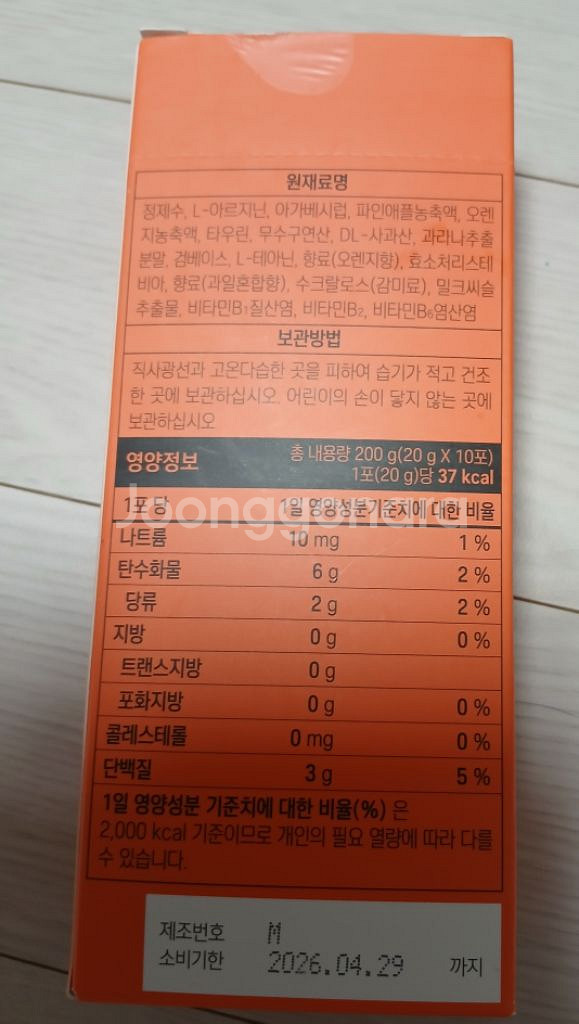 원재료명
정제수, L-아르지닌, 아가베시럽, 파인애플농축액, 오렌
지농축액, 타우린, 무수구연산, DL-사과산, 과라나추출
분말, 검베이스, L-테아닌, 향료(오렌지향), 효소처리스테
비아, 향료(과일혼합향), 수크랄로스(감미료), 밀크씨슬
추출물, 비타민B₁질산염, 비타민B₂, 비타민B₆염산염
보관방법
직사광선과 고온다습한 곳을 피하여 습기가 적고 건조
한 곳에 보관하십시오. 어린이의 손이 닿지 않는 곳에
보관하십시오
영양정보 총 내용량 200 g(20 g X 10포)
1포(20 g)당 37 kcal
1포 당 1일 영양성분기준치에 대한 비율
Joonggonara
나트륨 10 mg 1 %
탄수화물 6 g 2 %
당류 2 g 2 %
지방 0 g 0 %
트랜스지방 0 g
포화지방 0 g 0 %
콜레스테롤 0 mg 0 %
단백질 3 g 5 %
1일 영양성분 기준치에 대한 비율(%) 은
2,000 kcal 기준이므로 개인의 필요 열량에 따라 다를
수 있습니다.
제조번호 M
소비기한 2026.04.29 까지